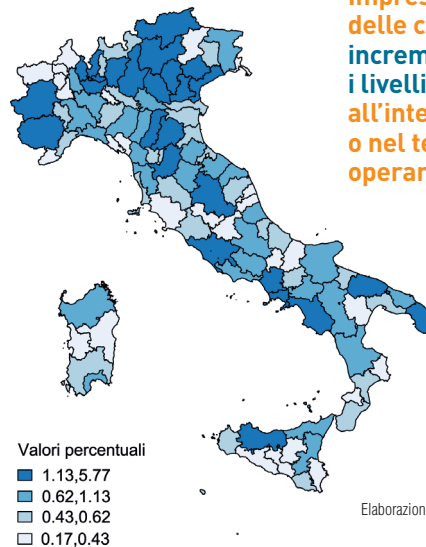 delle c
increm
i livelli
all’inte
o nel te
operar
Valori percentuali
1.13,5.77
0.62,1.13
0.43,0.62
0.17,0.43
Elaborazion